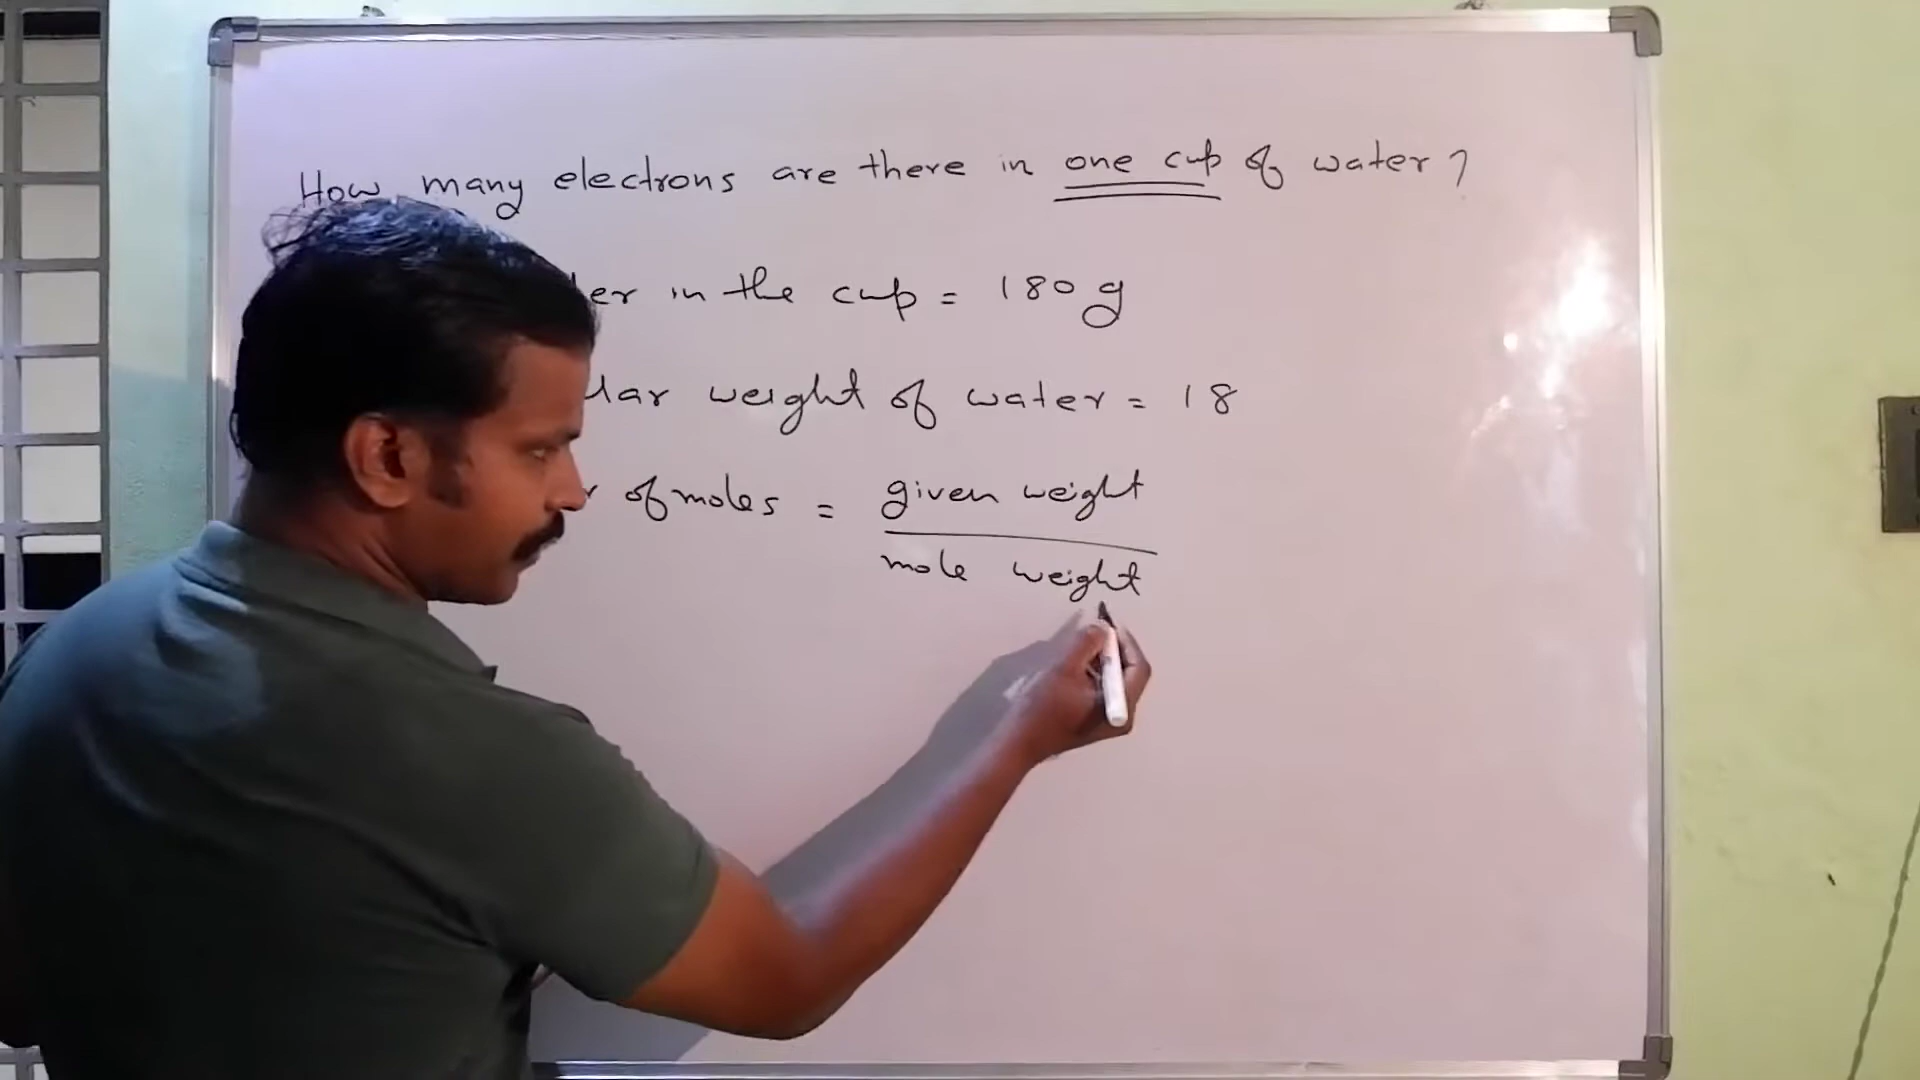 How many electrons are there in one cup of water?
er in the cup = 180 g
lar weight of water = 18
r of moles = given weight
mole weight